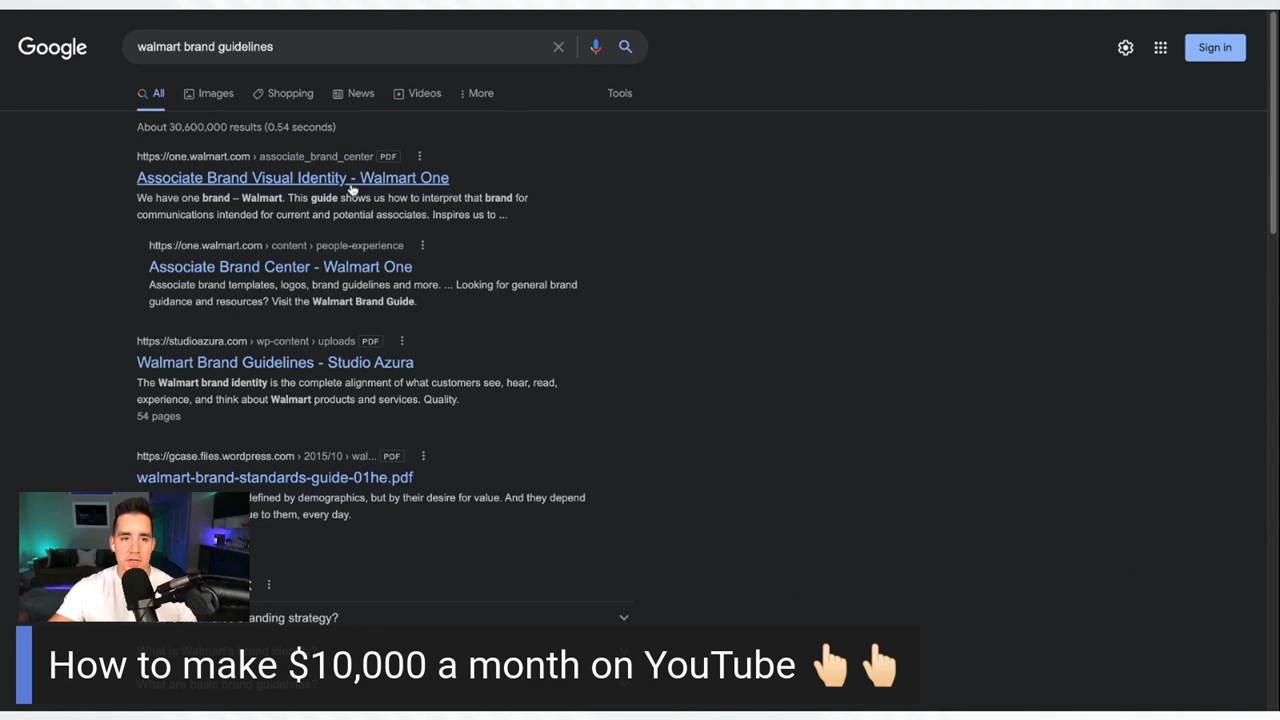 Google
walmart brand guidelines
Sign in
All Images Shopping News Videos More Tools
About 30,600,000 results (0.54 seconds)
https://one.walmart.com › associate_brand_center PDF
Associate Brand Visual Identity - Walmart One
We have one brand – Walmart. This guide shows us how to interpret that brand for
communications intended for current and potential associates. Inspires us to ...
https://one.walmart.com › content › people-experience
Associate Brand Center - Walmart One
Associate brand templates, logos, brand guidelines and more. ... Looking for general brand
guidance and resources? Visit the Walmart Brand Guide.
https://studioazura.com › wp-content › uploads PDF
Walmart Brand Guidelines - Studio Azura
The Walmart brand identity is the complete alignment of what customers see, hear, read,
experience, and think about Walmart products and services. Quality.
54 pages
https://gcase.files.wordpress.com › 2015/10 › wal... PDF
walmart-brand-standards-guide-01he.pdf
defined by demographics, but by their desire for value. And they depend
ue to them, every day.
anding strategy?
How to make $10,000 a month on YouTube 👆🏼 👆🏼